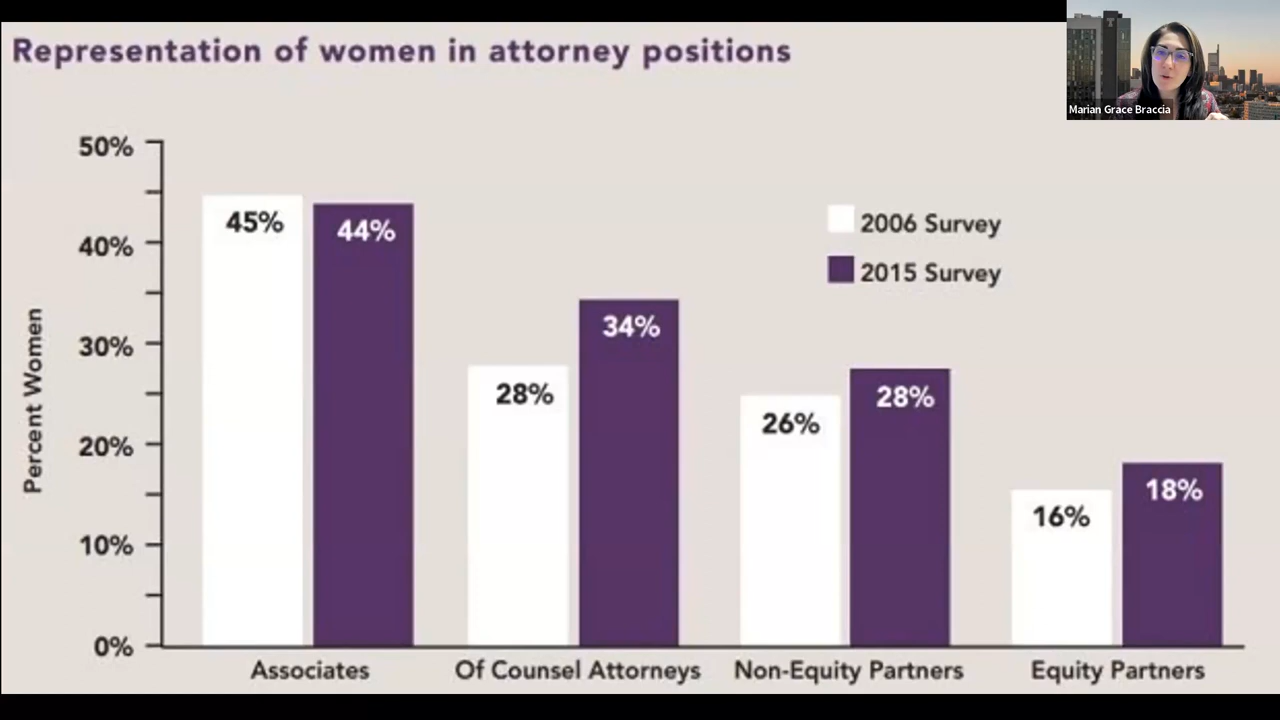 Representation of women in attorney positions
Marian Grace Braccia
Percent Women
50%
40%
30%
20%
10%
0%
45%
44%
28%
34%
26%
28%
16%
18%
2006 Survey
2015 Survey
Associates
Of Counsel Attorneys
Non-Equity Partners
Equity Partners